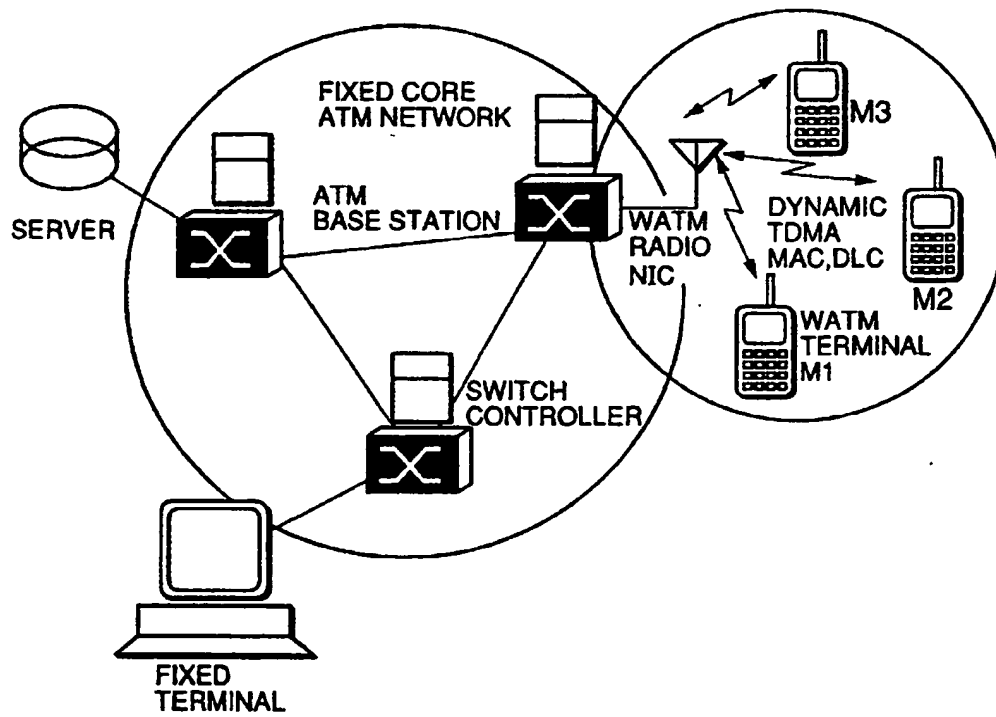 FIXED CORE
ATM NETWORK
M3
SERVER
ATM
BASE STATION
WATM
RADIO
NIC
DYNAMIC
TDMA
MAC,DLC
M2
WATM
TERMINAL
M1
SWITCH
CONTROLLER
FIXED
TERMINAL